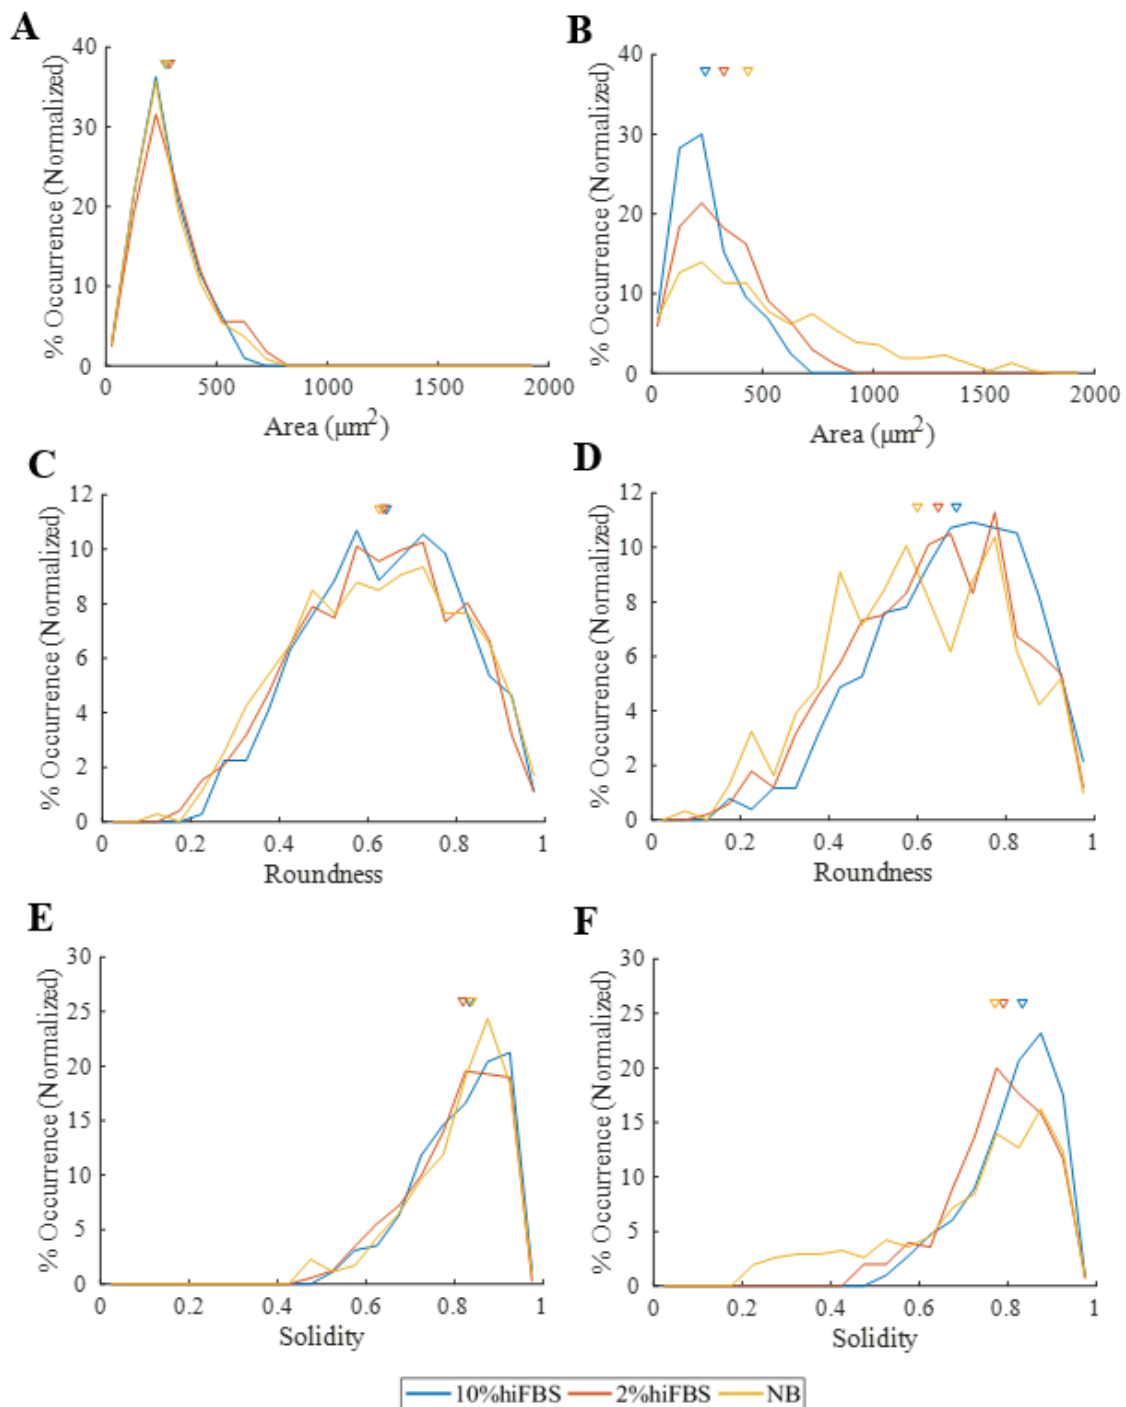 A
40
30
20
10
0
% Occurrence (Normalized)
0 500 1000 1500 2000
Area (µm²)
B
40
30
20
10
0
% Occurrence (Normalized)
0 500 1000 1500 2000
Area (µm²)
C
12
10
8
6
4
2
0
% Occurrence (Normalized)
0 0.2 0.4 0.6 0.8 1
Roundness
D
12
10
8
6
4
2
0
% Occurrence (Normalized)
0 0.2 0.4 0.6 0.8 1
Roundness
E
30
25
20
15
10
5
0
% Occurrence (Normalized)
0 0.2 0.4 0.6 0.8 1
Solidity
F
30
25
20
15
10
5
0
% Occurrence (Normalized)
0 0.2 0.4 0.6 0.8 1
Solidity
10%hiFBS 2%hiFBS NB